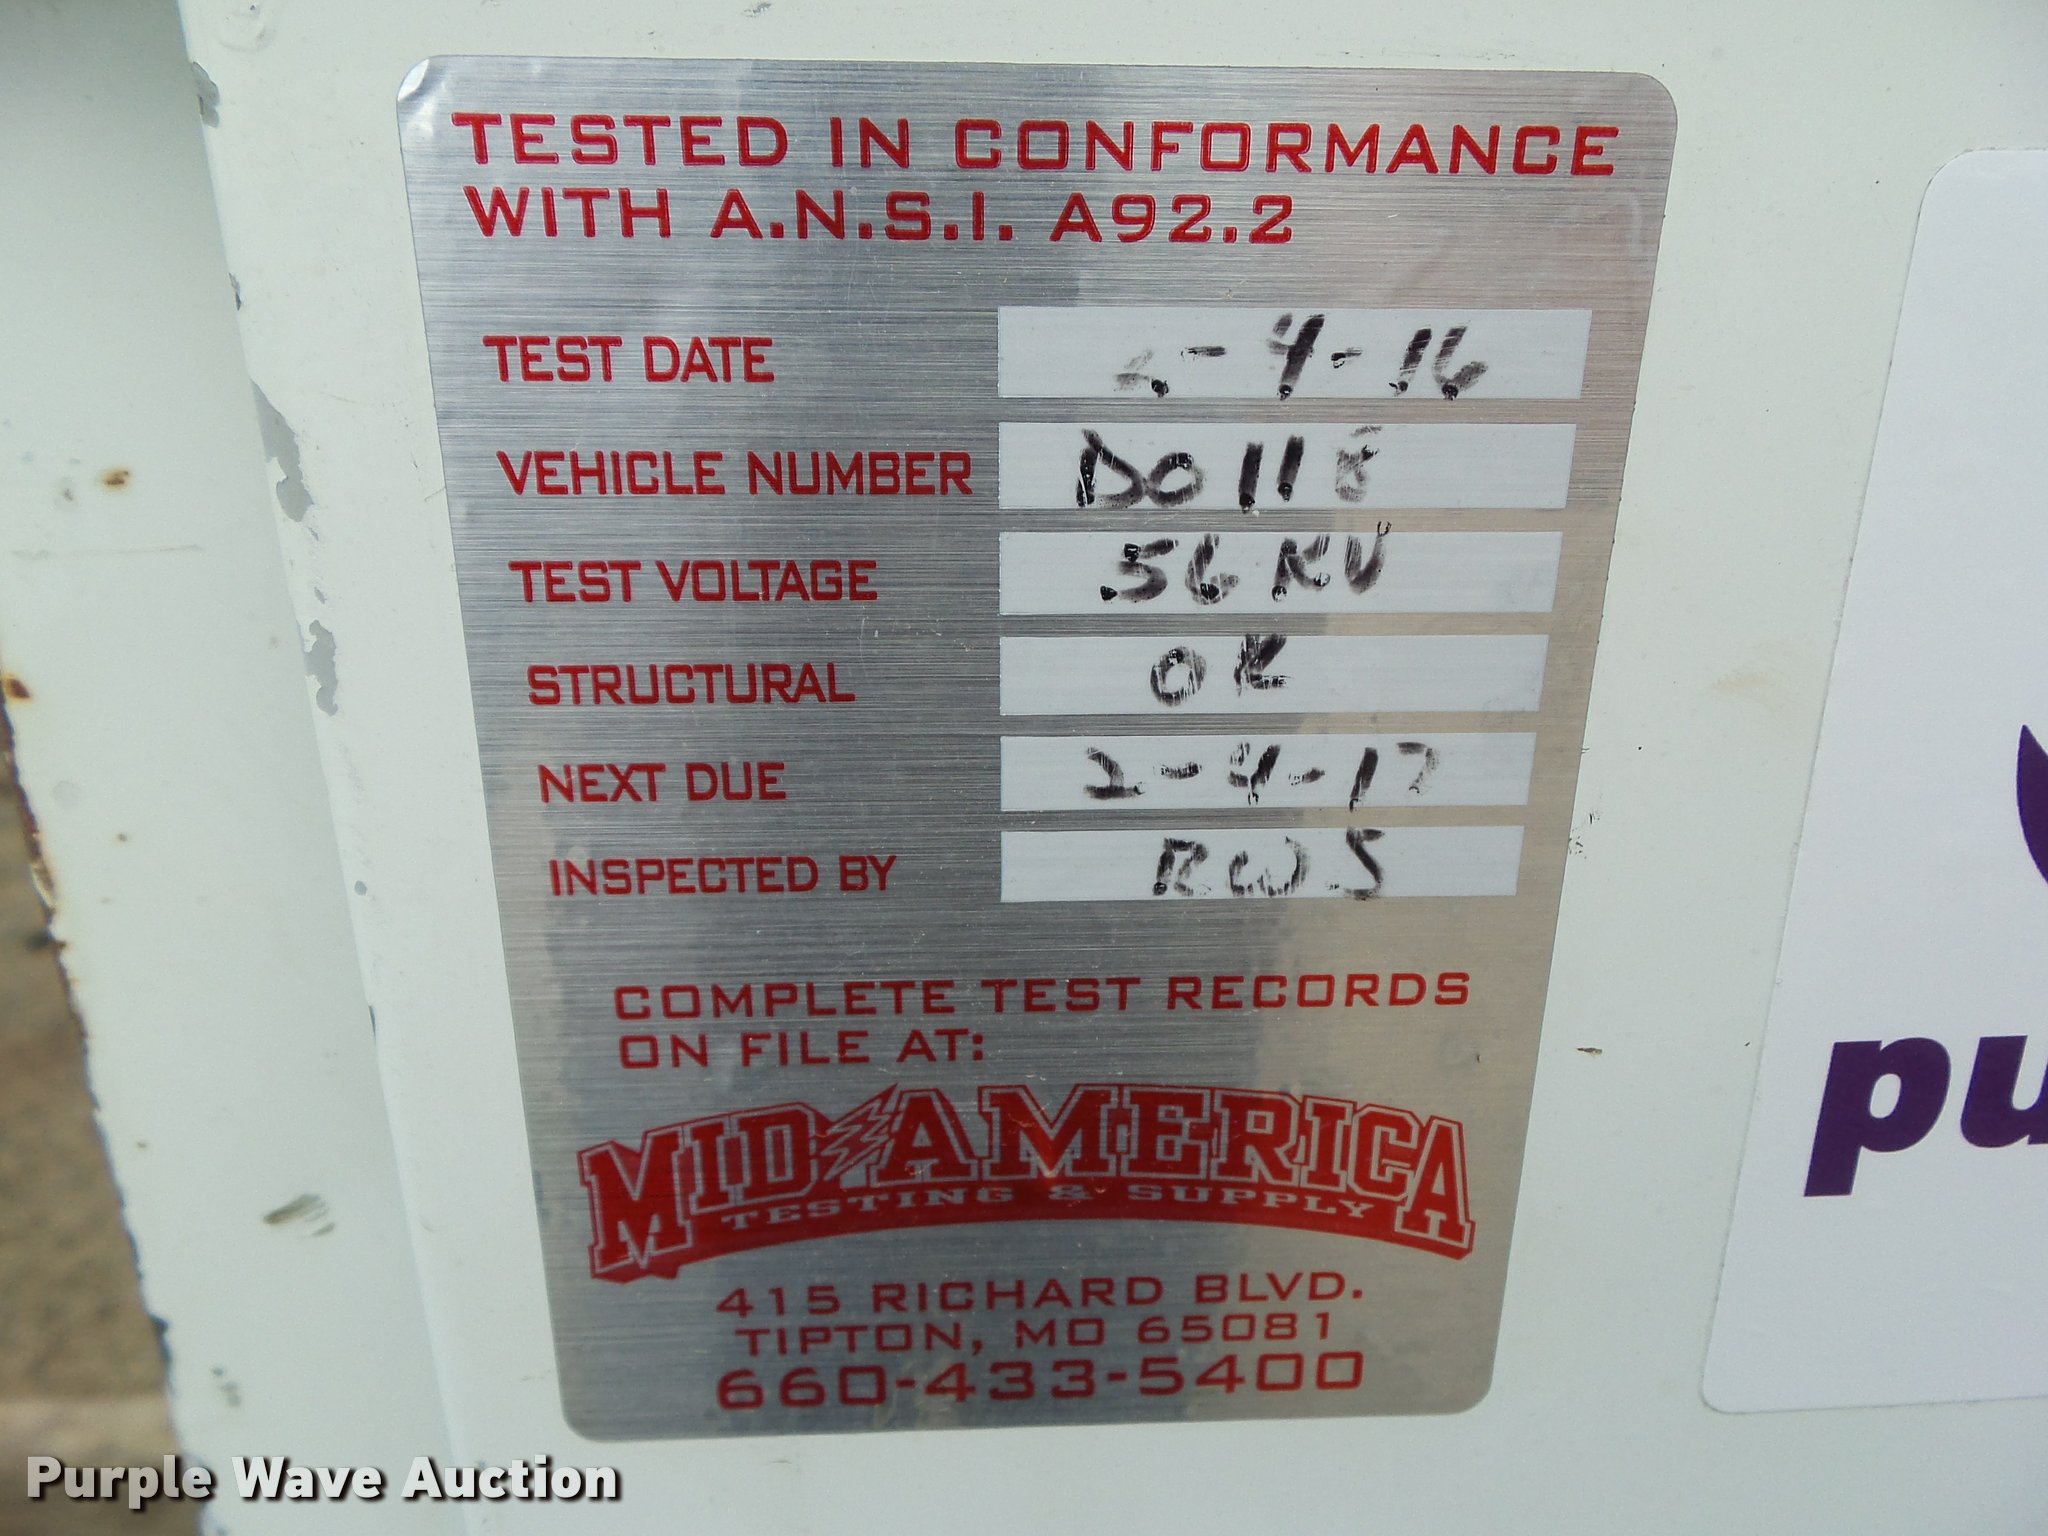 TESTED IN CONFORMANCE
WITH A.N.S.I. A92.2
TEST DATE 2-4-16
VEHICLE NUMBER D0118
TEST VOLTAGE 56KV
STRUCTURAL OK
NEXT DUE 2-4-17
INSPECTED BY RWS
COMPLETE TEST RECORDS
ON FILE AT:
MID AMERICA
TESTING & SUPPLY
415 RICHARD BLVD.
TIPTON, MO 65081
660-433-5400
pu
Purple Wave Auction